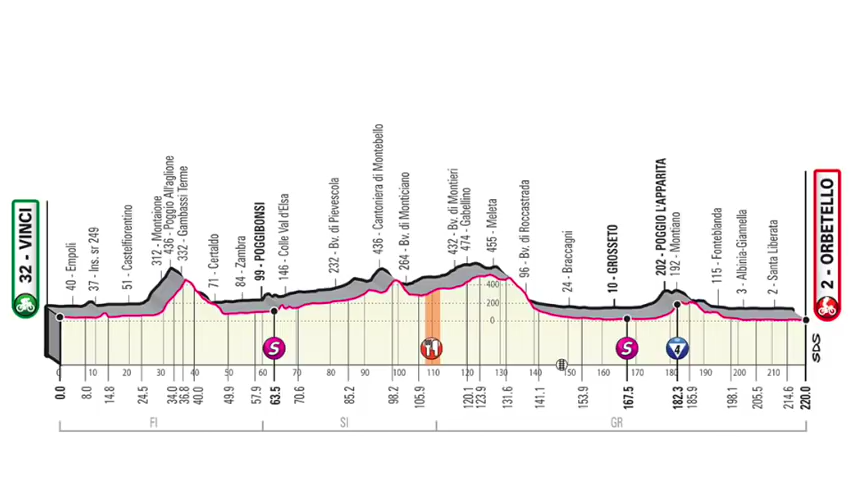 32 - VINCI
40 - Empoli
37 - Ins. sr 249
51 - Castelfiorentino
312 - Montaione
436 - Poggio All'aglione
332 - Gambassi Terme
71 - Certaldo
84 - Zambra
99 - POGGIBONSI
146 - Colle Val d'Elsa
232 - Bv. di Pievescola
436 - Cantoniera di Montebello
264 - Bv. di Monticiano
432 - Bv. di Montieri
474 - Gabellino
455 - Meleta
96 - Bv. di Roccastrada
24 - Braccagni
10 - GROSSETO
202 - POGGIO L'APPARITA
192 - Montiano
115 - Fonteblanda
3 - Albinia-Giannella
2 - Santa Liberata
2 - ORBETELLO
400
200
0
S
S
4
SDS
0 10 20 30 40 50 60 70 80 90 100 110 120 130 140 150 160 170 180 190 200 210
0.0 8.0 14.8 24.5 34.0 36.8 40.0 49.9 57.9 63.5 70.6 85.2 98.2 105.9 120.1 123.9 131.6 141.1 153.9 167.5 182.3 185.9 198.1 205.5 214.6 220.0
FI SI GR